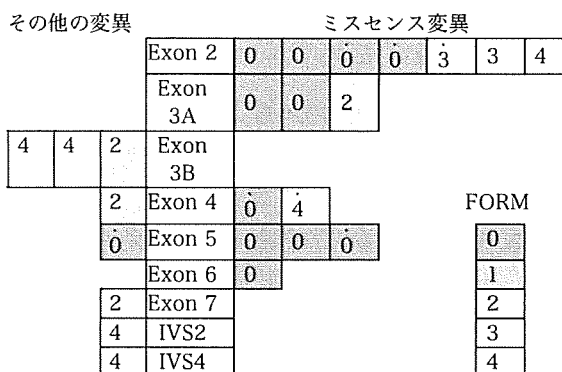 その他の変異 ミスセンス変異
Exon 2 0 0 0̇ 0̇ 3̇ 3 4
Exon 3A 0 0 2
4 4 2 Exon 3B
2 Exon 4 0̇ 4̇ FORM
0̇ Exon 5 0 0 0̇ 0
Exon 6 0 1
2 Exon 7 2
4 IVS2 3
4 IVS4 4